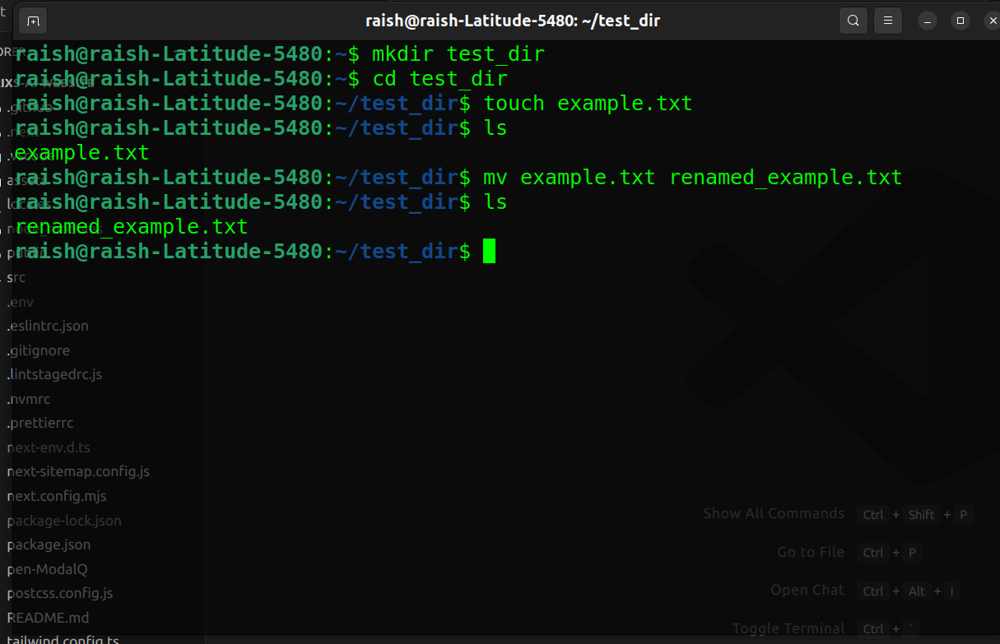 raish@raish-Latitude-5480: ~/test_dir
raish@raish-Latitude-5480:~$ mkdir test_dir
raish@raish-Latitude-5480:~$ cd test_dir
raish@raish-Latitude-5480:~/test_dir$ touch example.txt
raish@raish-Latitude-5480:~/test_dir$ ls
example.txt
raish@raish-Latitude-5480:~/test_dir$ mv example.txt renamed_example.txt
raish@raish-Latitude-5480:~/test_dir$ ls
renamed_example.txt
raish@raish-Latitude-5480:~/test_dir$
src
.env
.eslintrc.json
.gitignore
.lintstagedrc.js
.nvmrc
.prettierrc
next-env.d.ts
next-sitemap.config.js
next.config.mjs
package-lock.json
package.json
pen-ModalQ
postcss.config.js
README.md
tailwind.config.ts
Show All Commands Ctrl + Shift + P
Go to File Ctrl + P
Open Chat Ctrl + Alt + I
Toggle Terminal Ctrl + `